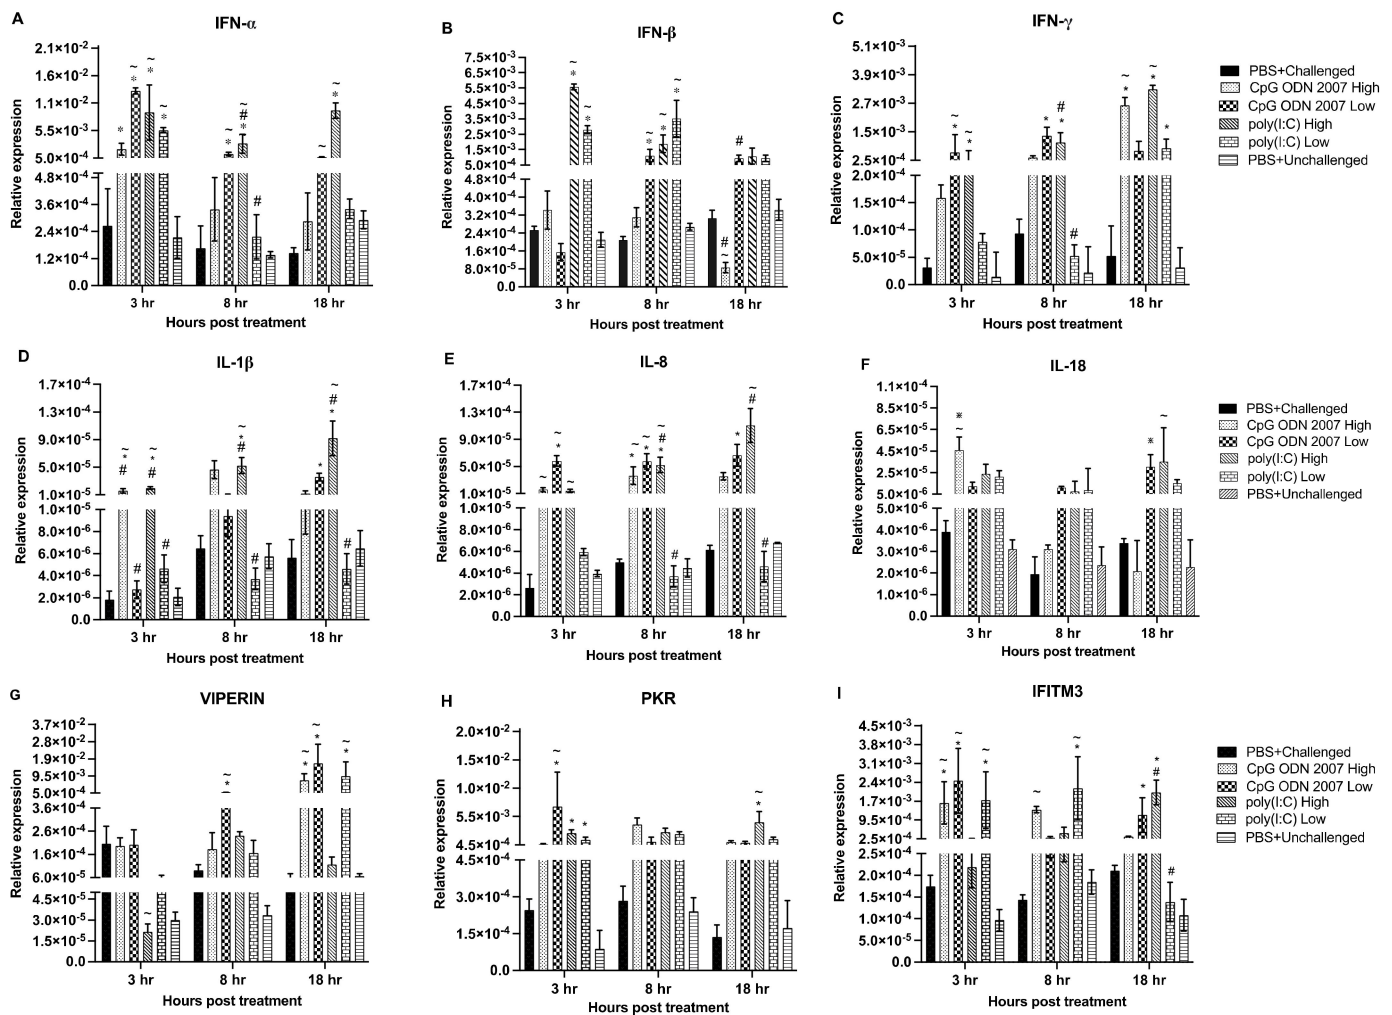 A
IFN-α
Relative expression
2.1×10⁻²
1.6×10⁻²
1.1×10⁻²
5.5×10⁻³
5.0×10⁻⁴
4.8×10⁻⁴
3.6×10⁻⁴
2.4×10⁻⁴
1.2×10⁻⁴
0.0
3 hr
8 hr
18 hr
Hours post treatment
B
IFN-β
Relative expression
7.5×10⁻³
6.5×10⁻³
5.5×10⁻³
4.5×10⁻³
3.5×10⁻³
2.5×10⁻³
1.5×10⁻³
5.0×10⁻⁴
4.8×10⁻⁴
4.0×10⁻⁴
3.2×10⁻⁴
2.4×10⁻⁴
1.6×10⁻⁴
8.0×10⁻⁵
0.0
3 hr
8 hr
18 hr
Hours post treatment
C
IFN-γ
Relative expression
5.1×10⁻³
3.9×10⁻³
2.7×10⁻³
1.5×10⁻³
2.5×10⁻⁴
2.0×10⁻⁴
1.5×10⁻⁴
1.0×10⁻⁴
5.0×10⁻⁵
0.0
3 hr
8 hr
18 hr
Hours post treatment
PBS+Challenged
CpG ODN 2007 High
CpG ODN 2007 Low
poly(I:C) High
poly(I:C) Low
PBS+Unchallenged
D
IL-1β
Relative expression
1.7×10⁻⁴
1.3×10⁻⁴
9.0×10⁻⁵
5.0×10⁻⁵
1.0×10⁻⁵
1.0×10⁻⁵
8.0×10⁻⁶
6.0×10⁻⁶
4.0×10⁻⁶
2.0×10⁻⁶
0.0
3 hr
8 hr
18 hr
Hours post treatment
E
IL-8
Relative expression
1.7×10⁻⁴
1.3×10⁻⁴
9.0×10⁻⁵
5.0×10⁻⁵
1.0×10⁻⁵
1.0×10⁻⁵
8.0×10⁻⁶
6.0×10⁻⁶
4.0×10⁻⁶
2.0×10⁻⁶
0.0
3 hr
8 hr
18 hr
Hours post treatment
F
IL-18
Relative expression
1.1×10⁻⁴
8.5×10⁻⁵
6.5×10⁻⁵
4.5×10⁻⁵
2.5×10⁻⁵
5.0×10⁻⁶
5.0×10⁻⁶
4.0×10⁻⁶
3.0×10⁻⁶
2.0×10⁻⁶
1.0×10⁻⁶
0.0
3 hr
8 hr
18 hr
Hours post treatment
PBS+Challenged
CpG ODN 2007 High
CpG ODN 2007 Low
poly(I:C) High
poly(I:C) Low
PBS+Unchallenged
G
VIPERIN
Relative expression
3.7×10⁻²
2.8×10⁻²
1.9×10⁻²
9.5×10⁻³
3.6×10⁻⁴
3.6×10⁻⁴
2.6×10⁻⁴
1.6×10⁻⁴
6.0×10⁻⁵
4.5×10⁻⁵
3.0×10⁻⁵
1.5×10⁻⁵
0.0
3 hr
8 hr
18 hr
Hours post treatment
H
PKR
Relative expression
2.0×10⁻²
1.5×10⁻²
1.0×10⁻²
5.5×10⁻³
4.5×10⁻⁴
4.5×10⁻⁴
3.0×10⁻⁴
1.5×10⁻⁴
0.0
3 hr
8 hr
18 hr
Hours post treatment
I
IFITM3
Relative expression
4.5×10⁻³
3.8×10⁻³
3.1×10⁻³
2.4×10⁻³
1.7×10⁻³
9.5×10⁻⁴
2.5×10⁻⁴
2.5×10⁻⁴
2.0×10⁻⁴
1.5×10⁻⁴
1.0×10⁻⁴
5.0×10⁻⁵
0.0
3 hr
8 hr
18 hr
Hours post treatment
PBS+Challenged
CpG ODN 2007 High
CpG ODN 2007 Low
poly(I:C) High
poly(I:C) Low
PBS+Unchallenged